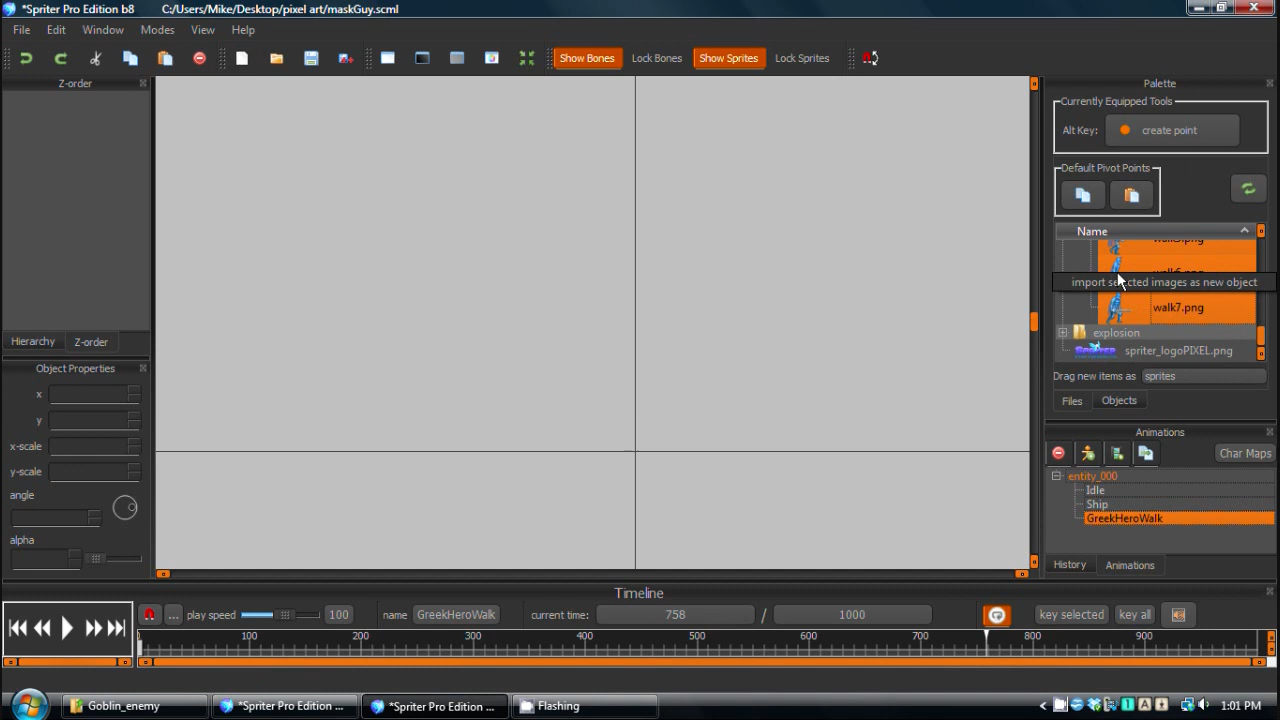 *Spriter Pro Edition b8 C:/Users/Mike/Desktop/pixel art/maskGuy.scml
File Edit Window Modes View Help
Show Bones Lock Bones Show Sprites Lock Sprites
Z-order
Palette
Currently Equipped Tools
Alt Key: create point
Default Pivot Points
Name
import selected images as new object
walk7.png
explosion
spriter_logoPIXEL.png
Drag new items as sprites
Files Objects
Hierarchy Z-order
Object Properties
x
y
x-scale
y-scale
angle
alpha
Animations
Char Maps
entity_000
Idle
Ship
GreekHeroWalk
History Animations
Timeline
... play speed 100 name GreekHeroWalk current time: 758 / 1000 key selected key all
100 200 300 400 500 600 700 800 900
Goblin_enemy *Spriter Pro Edition ... *Spriter Pro Edition ... Flashing 1:01 PM